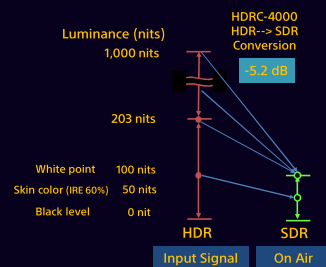 Luminance (nits)
1,000 nits
HDRC-4000
HDR--> SDR
Conversion
-5.2 dB
203 nits
White point 100 nits
Skin color (IRE 60%) 50 nits
Black level 0 nit
HDR SDR
Input Signal On Air